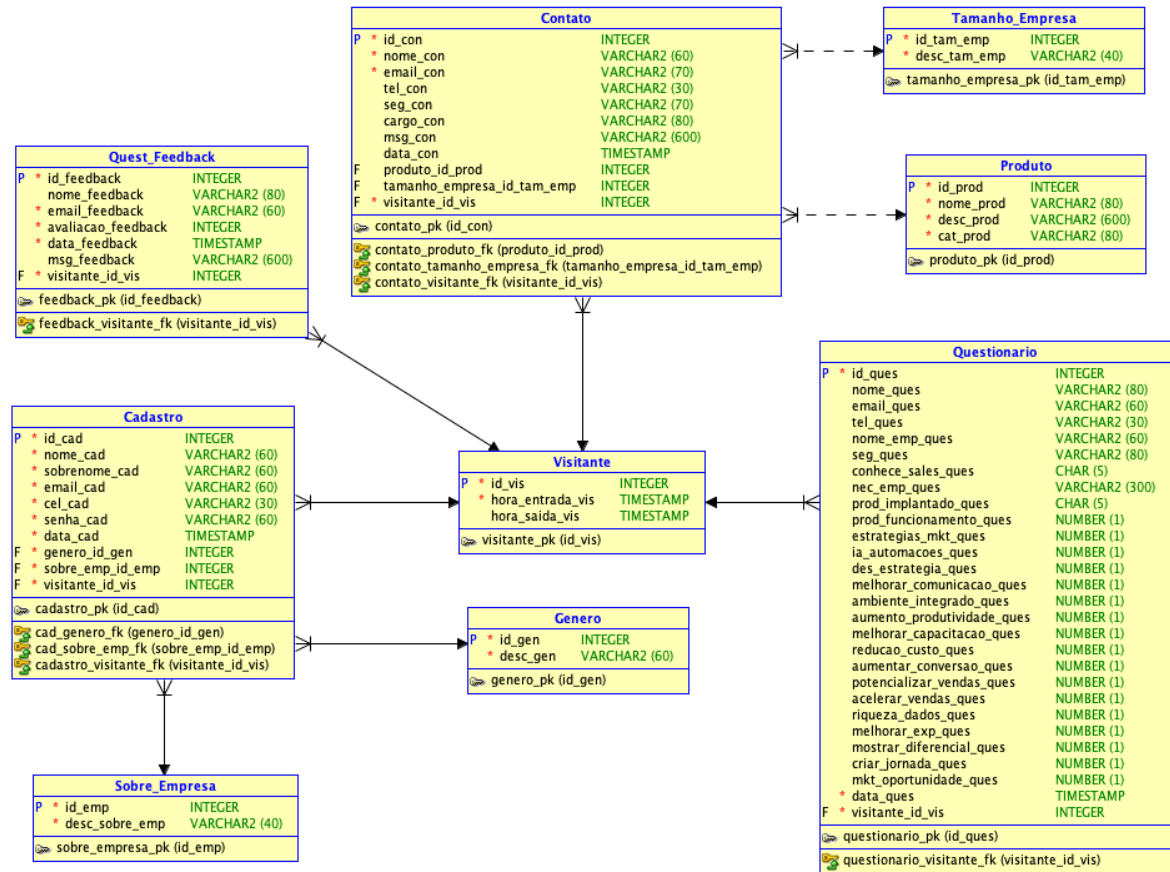 Contato
P * id_con INTEGER
* nome_con VARCHAR2 (60)
* email_con VARCHAR2 (70)
tel_con VARCHAR2 (30)
seg_con VARCHAR2 (70)
cargo_con VARCHAR2 (80)
msg_con VARCHAR2 (600)
data_con TIMESTAMP
F produto_id_prod INTEGER
F tamanho_empresa_id_tam_emp INTEGER
F * visitante_id_vis INTEGER
contato_pk (id_con)
contato_produto_fk (produto_id_prod)
contato_tamanho_empresa_fk (tamanho_empresa_id_tam_emp)
contato_visitante_fk (visitante_id_vis)
Tamanho_Empresa
P * id_tam_emp INTEGER
* desc_tam_emp VARCHAR2 (40)
tamanho_empresa_pk (id_tam_emp)
Quest_Feedback
P * id_feedback INTEGER
nome_feedback VARCHAR2 (80)
* email_feedback VARCHAR2 (60)
* avaliacao_feedback INTEGER
* data_feedback TIMESTAMP
msg_feedback VARCHAR2 (600)
F * visitante_id_vis INTEGER
feedback_pk (id_feedback)
feedback_visitante_fk (visitante_id_vis)
Produto
P * id_prod INTEGER
* nome_prod VARCHAR2 (80)
* desc_prod VARCHAR2 (600)
* cat_prod VARCHAR2 (80)
produto_pk (id_prod)
Cadastro
P * id_cad INTEGER
* nome_cad VARCHAR2 (60)
* sobrenome_cad VARCHAR2 (60)
* email_cad VARCHAR2 (60)
* cel_cad VARCHAR2 (30)
* senha_cad VARCHAR2 (60)
* data_cad TIMESTAMP
F * genero_id_gen INTEGER
F * sobre_emp_id_emp INTEGER
F * visitante_id_vis INTEGER
cadastro_pk (id_cad)
cad_genero_fk (genero_id_gen)
cad_sobre_emp_fk (sobre_emp_id_emp)
cadastro_visitante_fk (visitante_id_vis)
Visitante
P * id_vis INTEGER
* hora_entrada_vis TIMESTAMP
hora_saida_vis TIMESTAMP
visitante_pk (id_vis)
Questionario
P * id_ques INTEGER
nome_ques VARCHAR2 (80)
email_ques VARCHAR2 (60)
tel_ques VARCHAR2 (30)
nome_emp_ques VARCHAR2 (60)
seg_ques VARCHAR2 (80)
conhece_sales_ques CHAR (5)
nec_emp_ques VARCHAR2 (300)
prod_implantado_ques CHAR (5)
prod_funcionamento_ques NUMBER (1)
estrategias_mkt_ques NUMBER (1)
ia_automacoes_ques NUMBER (1)
des_estrategia_ques NUMBER (1)
melhorar_comunicacao_ques NUMBER (1)
ambiente_integrado_ques NUMBER (1)
aumento_produtividade_ques NUMBER (1)
melhorar_capacitacao_ques NUMBER (1)
reducao_custo_ques NUMBER (1)
aumentar_conversao_ques NUMBER (1)
potencializar_vendas_ques NUMBER (1)
acelerar_vendas_ques NUMBER (1)
riqueza_dados_ques NUMBER (1)
melhorar_exp_ques NUMBER (1)
mostrar_diferencial_ques NUMBER (1)
criar_jornada_ques NUMBER (1)
mkt_oportunidade_ques NUMBER (1)
* data_ques TIMESTAMP
F * visitante_id_vis INTEGER
questionario_pk (id_ques)
questionario_visitante_fk (visitante_id_vis)
Genero
P * id_gen INTEGER
* desc_gen VARCHAR2 (60)
genero_pk (id_gen)
Sobre_Empresa
P * id_emp INTEGER
* desc_sobre_emp VARCHAR2 (40)
sobre_empresa_pk (id_emp)